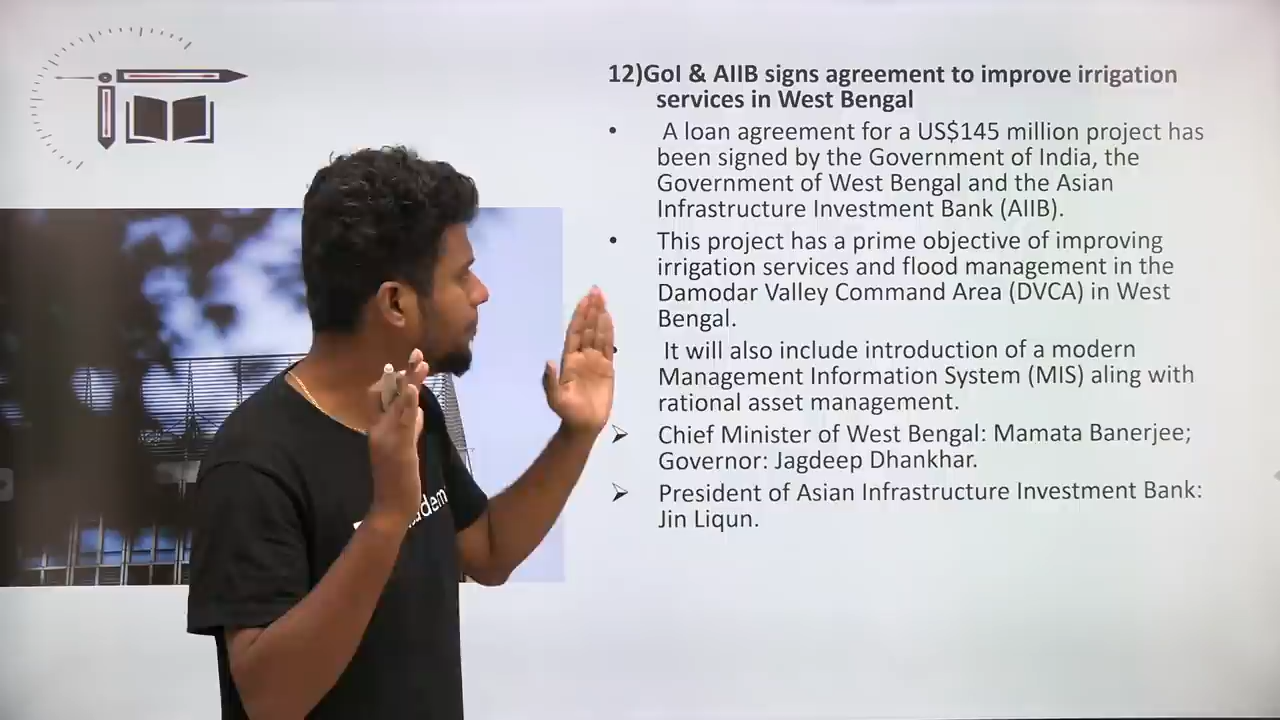 12)GoI & AIIB signs agreement to improve irrigation
services in West Bengal
• A loan agreement for a US$145 million project has
been signed by the Government of India, the
Government of West Bengal and the Asian
Infrastructure Investment Bank (AIIB).
• This project has a prime objective of improving
irrigation services and flood management in the
Damodar Valley Command Area (DVCA) in West
Bengal.
• It will also include introduction of a modern
Management Information System (MIS) aling with
rational asset management.
➢ Chief Minister of West Bengal: Mamata Banerjee;
Governor: Jagdeep Dhankhar.
➢ President of Asian Infrastructure Investment Bank:
Jin Liqun.